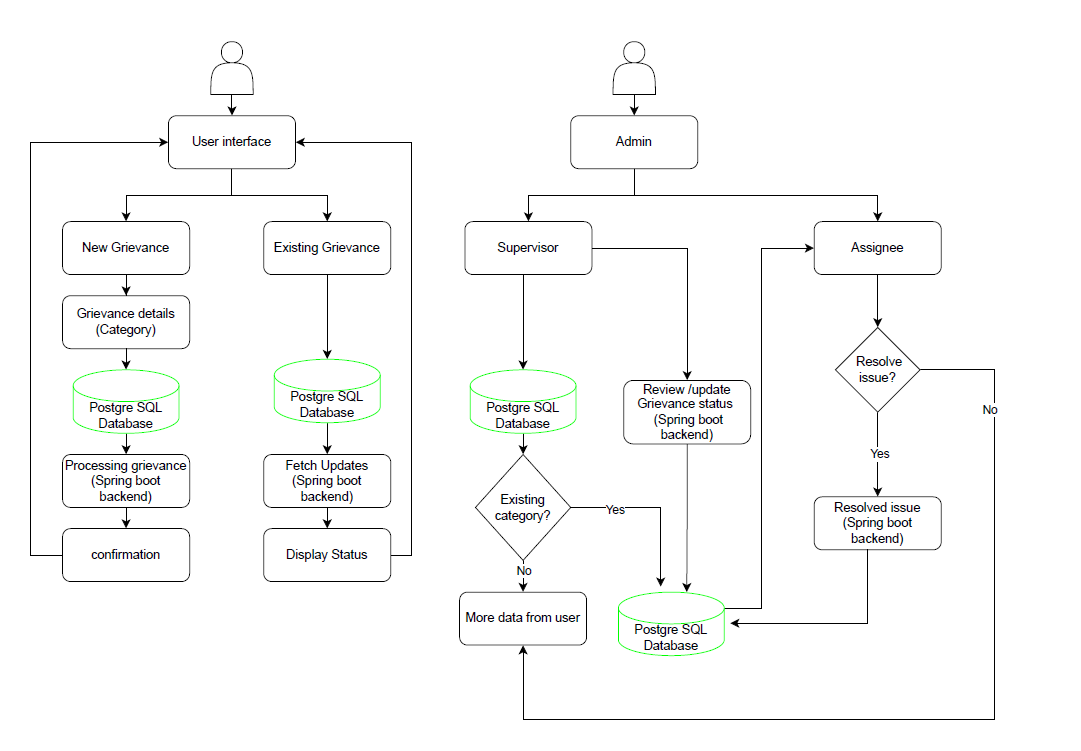 User interface
New Grievance
Existing Grievance
Grievance details
(Category)
Postgre SQL
Database
Postgre SQL
Database
Processing grievance
(Spring boot
backend)
Fetch Updates
(Spring boot
backend)
confirmation
Display Status
Admin
Supervisor
Assignee
Postgre SQL
Database
Review /update
Grievance status
(Spring boot
backend)
Resolve
issue?
No
Yes
Existing
category?
Yes
No
Resolved issue
(Spring boot
backend)
More data from user
Postgre SQL
Database